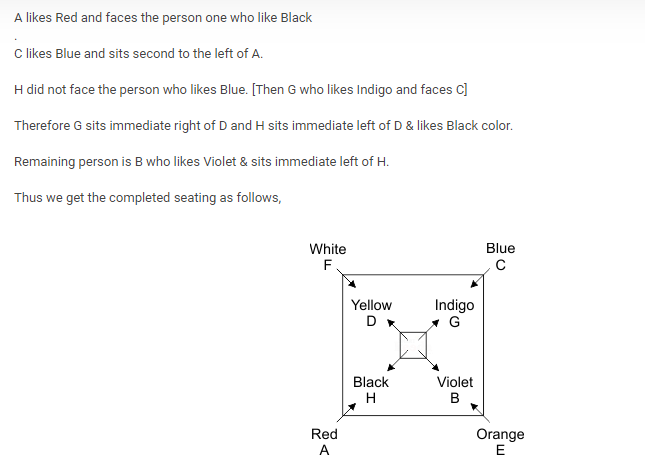 A likes Red and faces the person one who like Black
.
C likes Blue and sits second to the left of A.
H did not face the person who likes Blue. [Then G who likes Indigo and faces C]
Therefore G sits immediate right of D and H sits immediate left of D & likes Black color.
Remaining person is B who likes Violet & sits immediate left of H.
Thus we get the completed seating as follows,
White Blue
F C
Yellow Indigo
D G
Black Violet
H B
Red Orange
A E